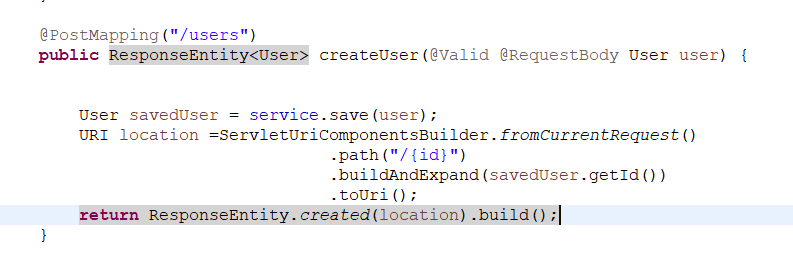 @PostMapping("/users")
public ResponseEntity<User> createUser(@Valid @RequestBody User user) {
User savedUser = service.save(user);
URI location =ServletUriComponentsBuilder.fromCurrentRequest()
.path("/{id}")
.buildAndExpand(savedUser.getId())
.toUri();
return ResponseEntity.created(location).build();
}